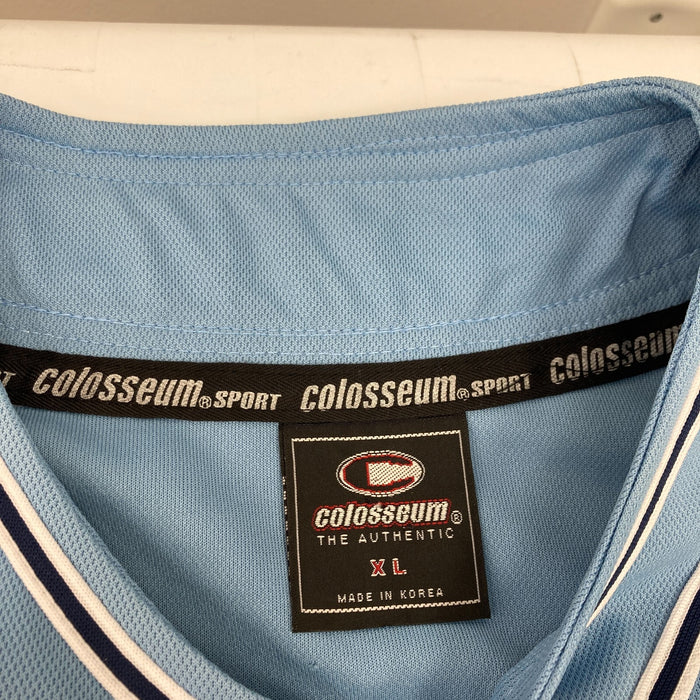 T colosseum® SPORT colosseum® SPORT colosseum
colosseum®
THE AUTHENTIC
XL
MADE IN KOREA